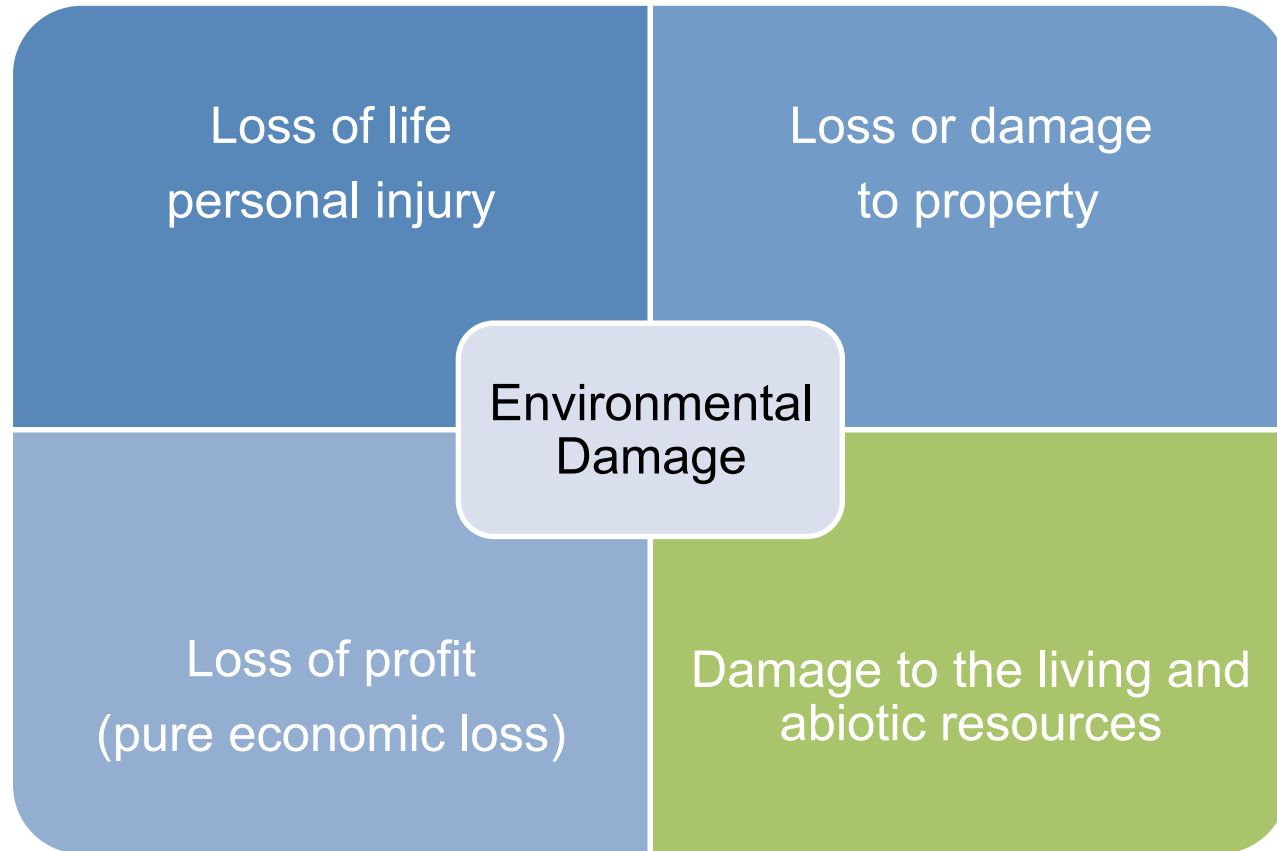 Loss of life
personal injury
Loss or damage
to property
Environmental
Damage
Loss of profit
(pure economic loss)
Damage to the living and
abiotic resources